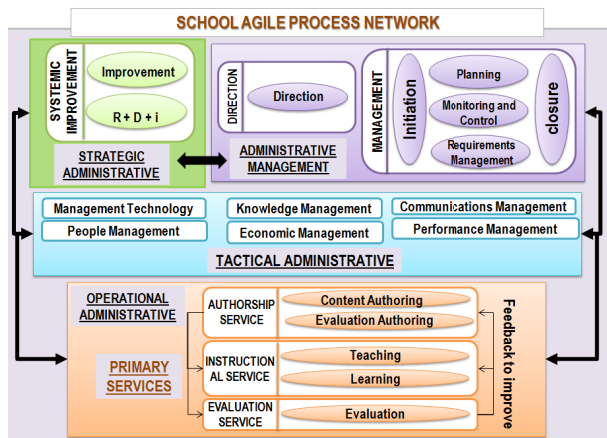 SCHOOL AGILE PROCESS NETWORK
SYSTEMIC
IMPROVEMENT
Improvement
R + D + i
STRATEGIC
ADMINISTRATIVE
DIRECTION
Direction
ADMINISTRATIVE
MANAGEMENT
MANAGEMENT
Initiation
Planning
Monitoring and
Control
Requirements
Management
closure
Management Technology
Knowledge Management
Communications Management
People Management
Economic Management
Performance Management
TACTICAL ADMINISTRATIVE
OPERATIONAL
ADMINISTRATIVE
PRIMARY
SERVICES
AUTHORSHIP
SERVICE
Content Authoring
Evaluation Authoring
INSTRUCTION
AL SERVICE
Teaching
Learning
EVALUATION
SERVICE
Evaluation
Feedback to improve